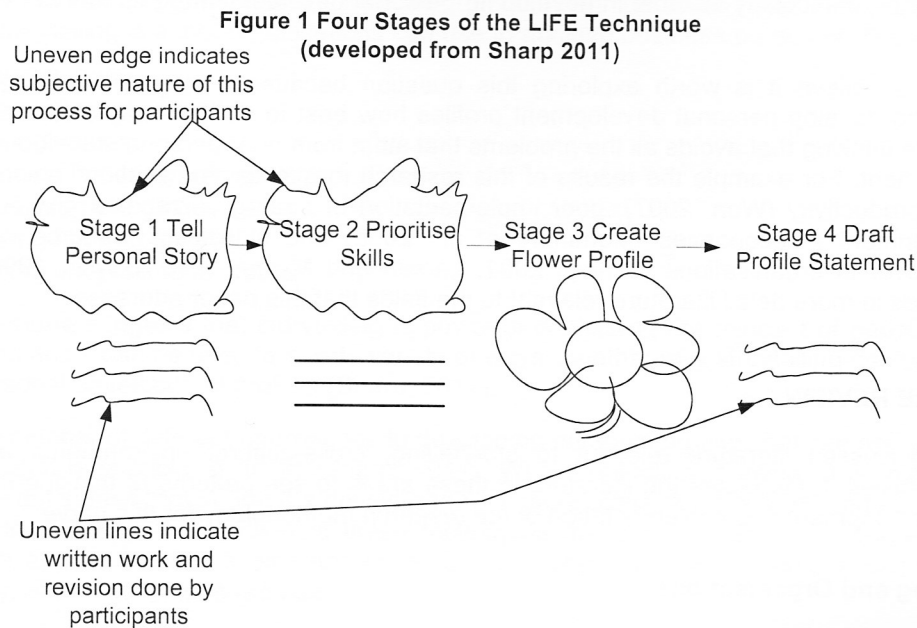 Figure 1 Four Stages of the LIFE Technique
(developed from Sharp 2011)
Uneven edge indicates
subjective nature of this
process for participants
Stage 1 Tell
Personal Story
Stage 2 Prioritise
Skills
Stage 3 Create
Flower Profile
Stage 4 Draft
Profile Statement
Uneven lines indicate
written work and
revision done by
participants